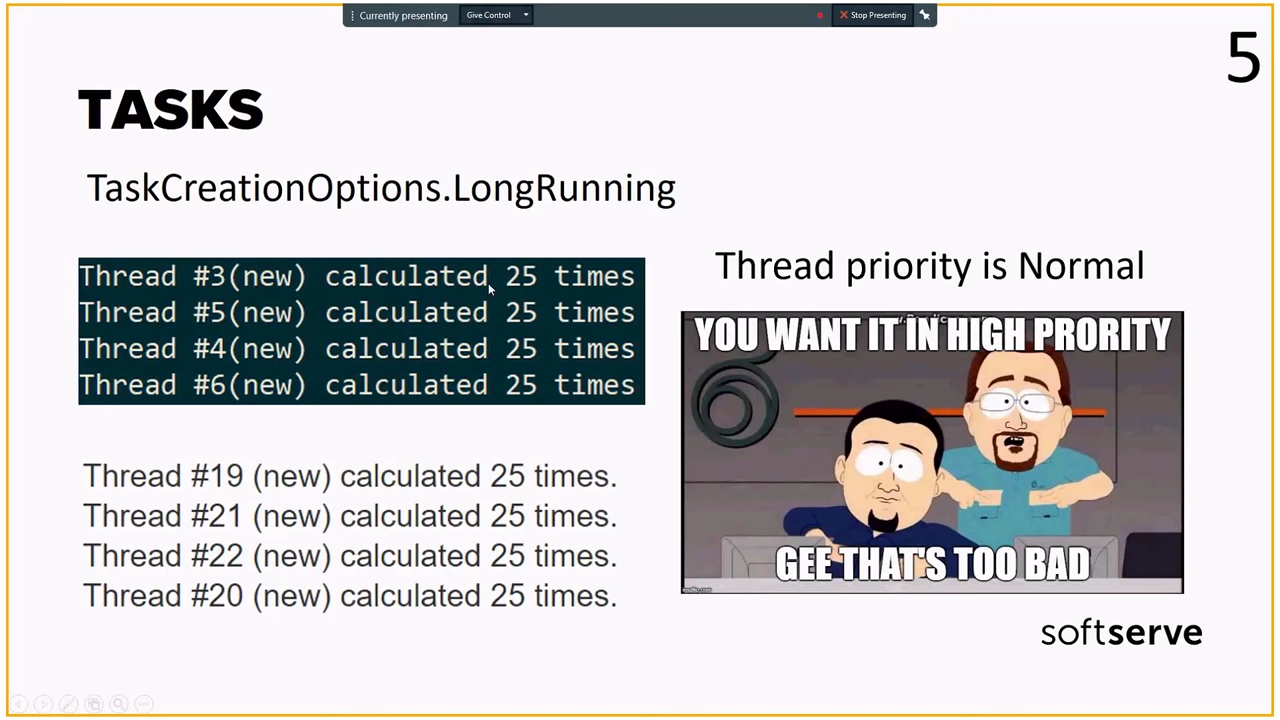 Currently presenting
Give Control
Stop Presenting
5
TASKS
TaskCreationOptions.LongRunning
Thread #3(new) calculated 25 times
Thread #5(new) calculated 25 times
Thread #4(new) calculated 25 times
Thread #6(new) calculated 25 times
Thread #19 (new) calculated 25 times.
Thread #21 (new) calculated 25 times.
Thread #22 (new) calculated 25 times.
Thread #20 (new) calculated 25 times.
Thread priority is Normal
YOU WANT IT IN HIGH PRORITY
GEE THAT'S TOO BAD
softserve